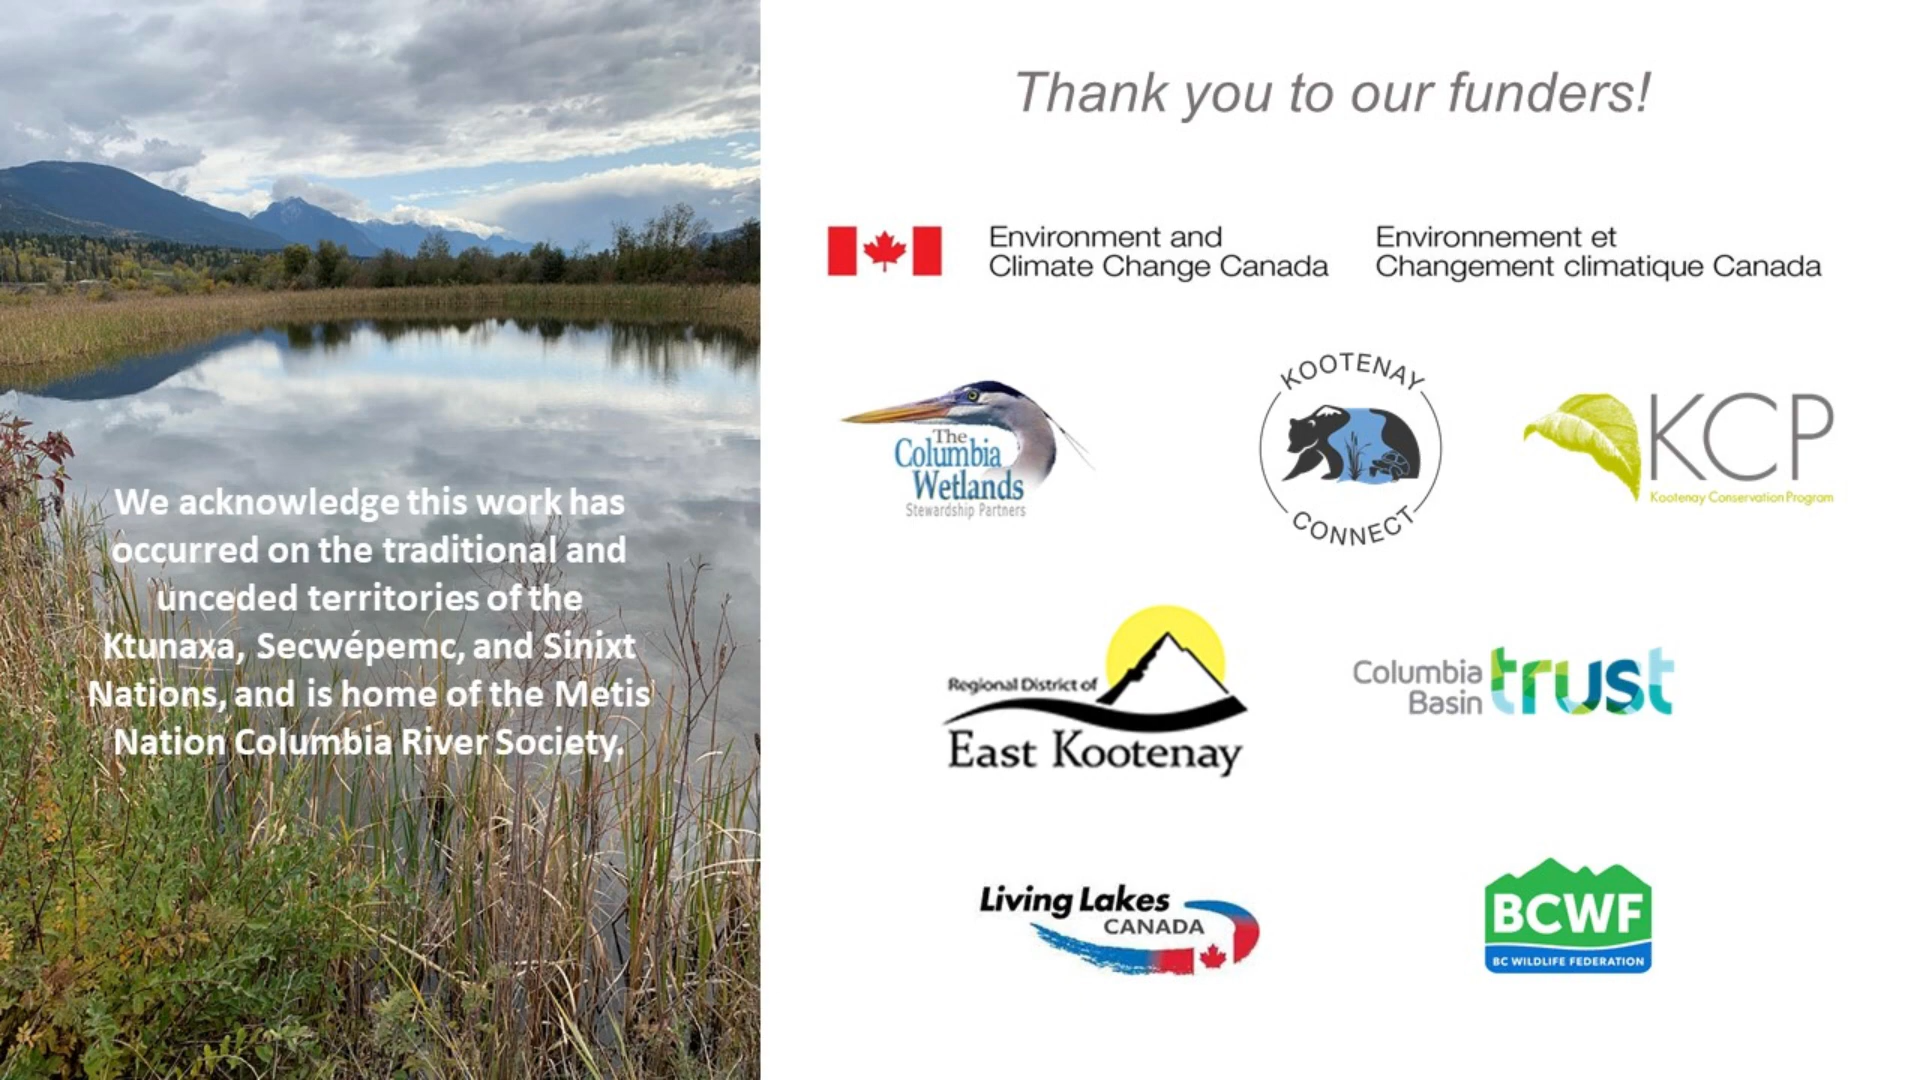 We acknowledge this work has
occurred on the traditional and
unceded territories of the
Ktunaxa, Secwépemc, and Sinixt
Nations, and is home of the Metis
Nation Columbia River Society.
Thank you to our funders!
Environment and
Climate Change Canada
Environnement et
Changement climatique Canada
The
Columbia
Wetlands
Stewardship Partners
KOOTENAY
CONNECT
KCP
Kootenay Conservation Program
Regional District of
East Kootenay
Columbia
Basin
trust
Living Lakes
CANADA
BCWF
BC WILDLIFE FEDERATION